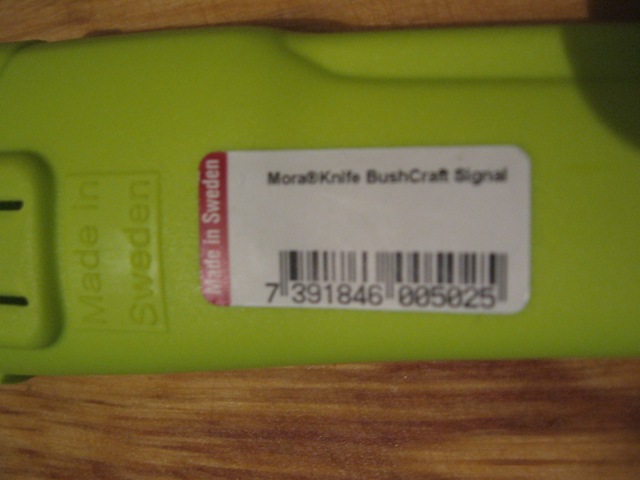 Made in
Sweden
Made in Sweden
Mora®Knife BushCraft Signal
7 391846 005025